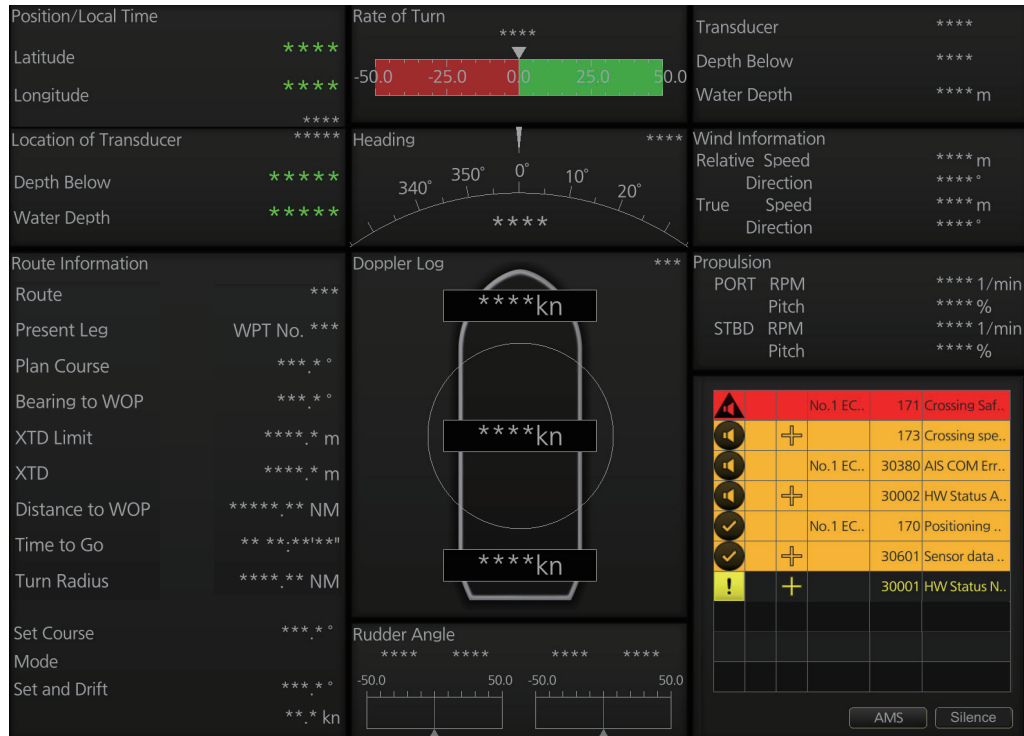 Position/Local Time
Latitude ****
Longitude ****
****
Location of Transducer *****
Depth Below *****
Water Depth *****
Route Information
Route ***
Present Leg WPT No. ***
Plan Course ***.* °
Bearing to WOP ***.* °
XTD Limit ****.* m
XTD ****.* m
Distance to WOP *****.** NM
Time to Go ** **:**'**"
Turn Radius ****.** NM
Set Course ***.* °
Mode
Set and Drift ***.* °
**.* kn
Rate of Turn
****
-50.0 -25.0 0.0 25.0 50.0
Heading ****
340° 350° 0° 10° 20°
****
Doppler Log ***
****kn
****kn
****kn
Rudder Angle
**** **** **** ****
-50.0 50.0 -50.0 50.0
Transducer ****
Depth Below ****
Water Depth **** m
Wind Information
Relative Speed **** m
Direction **** °
True Speed **** m
Direction **** °
Propulsion
PORT RPM **** 1/min
Pitch **** %
STBD RPM **** 1/min
Pitch **** %
No.1 EC.. 171 Crossing Saf..
173 Crossing spe..
No.1 EC.. 30380 AIS COM Err..
30002 HW Status A..
No.1 EC.. 170 Positioning ..
30601 Sensor data ..
! 30001 HW Status N..
AMS Silence